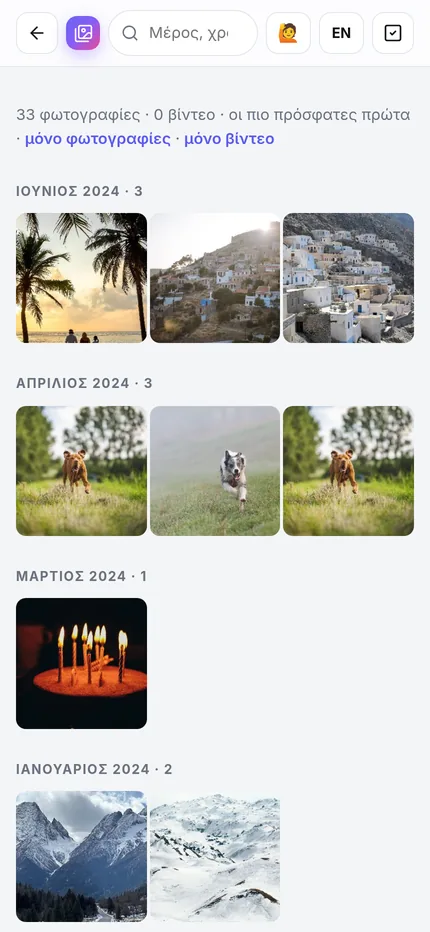 Μέρος, χρ
EN
33 φωτογραφίες · 0 βίντεο · οι πιο πρόσφατες πρώτα
· μόνο φωτογραφίες · μόνο βίντεο
ΙΟΥΝΙΟΣ 2024 · 3
ΑΠΡΙΛΙΟΣ 2024 · 3
ΜΑΡΤΙΟΣ 2024 · 1
ΙΑΝΟΥΑΡΙΟΣ 2024 · 2